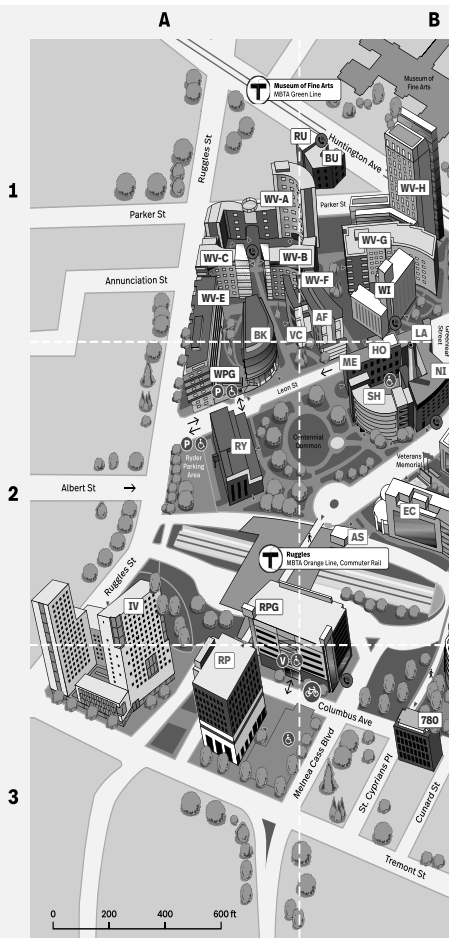 A
B
Museum of
Fine Arts
T
Museum of Fine Arts
MBTA Green Line
Ruggles St
RU
Huntington Ave
BU
WV-H
1
WV-A
Parker St
Parker St
WV-G
WV-C
WV-B
Annunciation St
WV-F
WI
WV-E
AF
BK
VC
LA
Greenleaf
Street
HO
ME
NI
WPG
P
Leon St
SH
P
RY
Centennial
Common
Ryder
Parking
Area
Veterans
Memorial
Albert St
2
EC
AS
T
Ruggles
MBTA Orange Line, Commuter Rail
Ruggles St
IV
RPG
RP
V
Columbus Ave
780
Melnea Cass Blvd
St. Cyprians Pl
Cunard St
3
Tremont St
0 200 400 600 ft